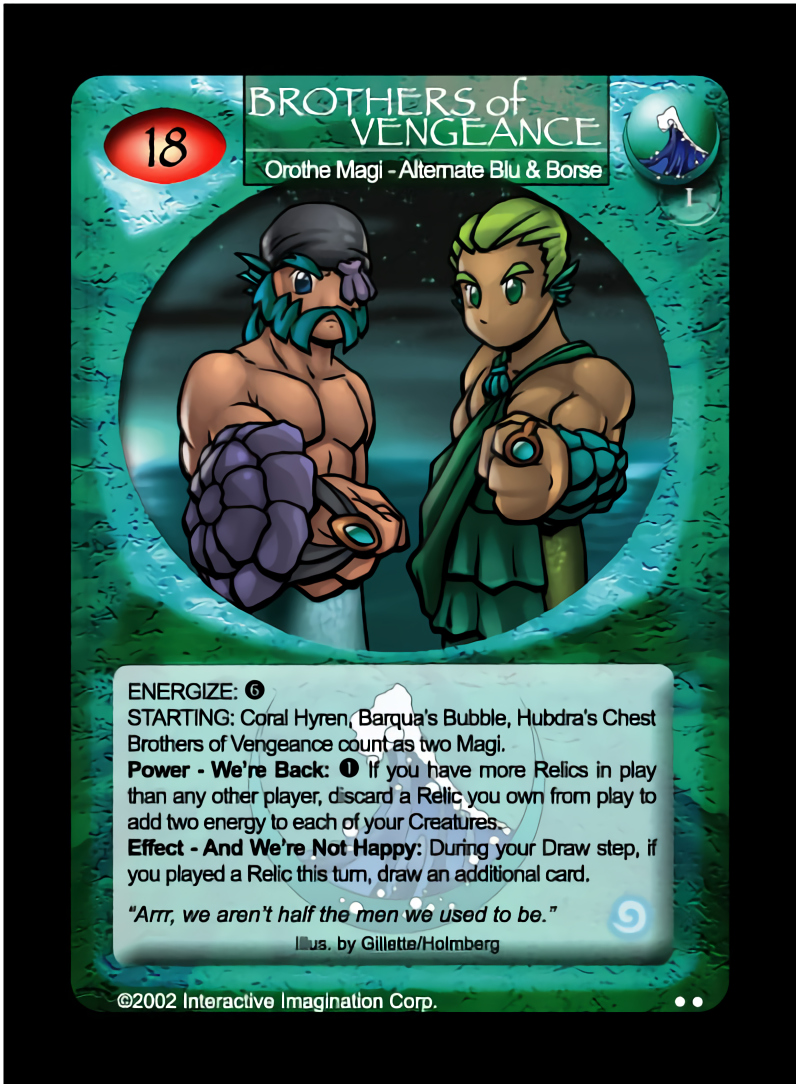 18
BROTHERS of
VENGEANCE
Orothe Magi - Alternate Blu & Borse
I
ENERGIZE: ❻
STARTING: Coral Hyren, Barqua's Bubble, Hubdra's Chest
Brothers of Vengeance count as two Magi.
Power - We're Back: ❶ If you have more Relics in play
than any other player, discard a Relic you own from play to
add two energy to each of your Creatures.
Effect - And We're Not Happy: During your Draw step, if
you played a Relic this turn, draw an additional card.
"Arrr, we aren't half the men we used to be."
Illus. by Gillette/Holmberg
©2002 Interactive Imagination Corp.